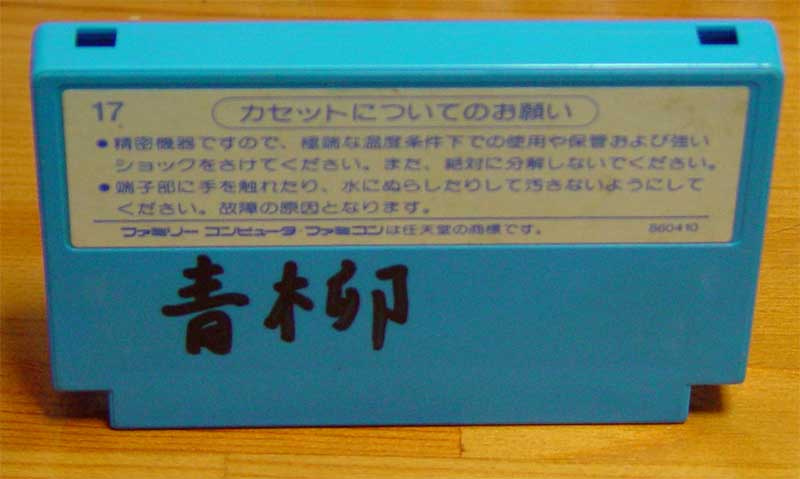 17
カセットについてのお願い
●精密機器ですので、極端な温度条件下での使用や保管および強い
ショックをさけてください。また、絶対に分解しないでください。
●端子部に手を触れたり、水にぬらしたりして汚さないようにして
ください。故障の原因となります。
ファミリー コンピュータ・ファミコンは任天堂の商標です。 860410
青柳